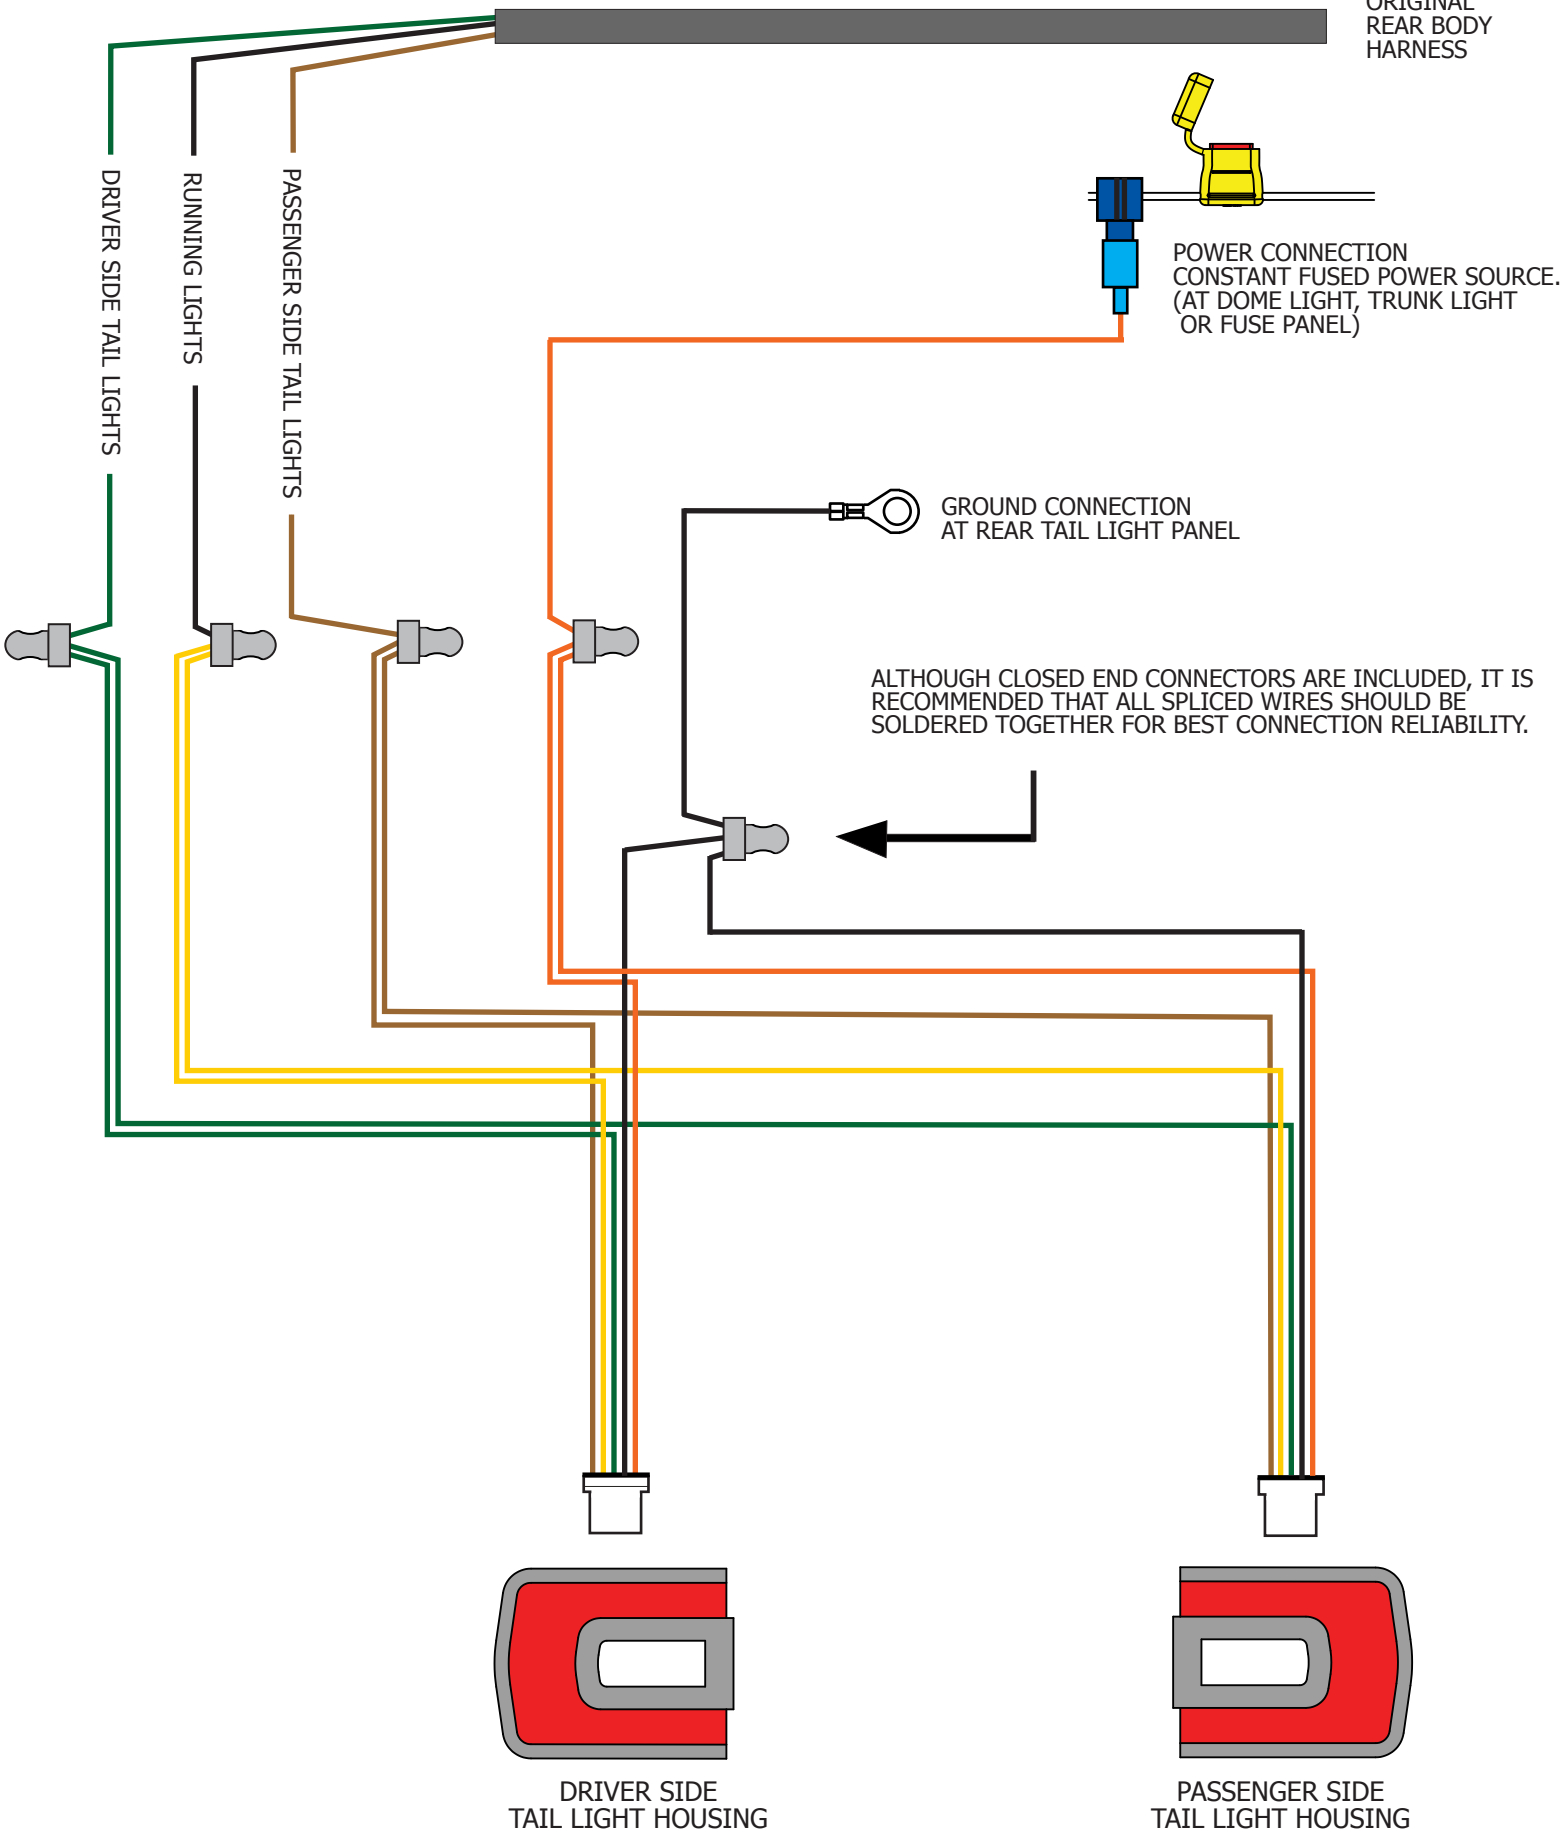 ORIGINAL
REAR BODY
HARNESS
DRIVER SIDE TAIL LIGHTS
RUNNING LIGHTS
PASSENGER SIDE TAIL LIGHTS
POWER CONNECTION
CONSTANT FUSED POWER SOURCE.
(AT DOME LIGHT, TRUNK LIGHT
OR FUSE PANEL)
GROUND CONNECTION
AT REAR TAIL LIGHT PANEL
ALTHOUGH CLOSED END CONNECTORS ARE INCLUDED, IT IS
RECOMMENDED THAT ALL SPLICED WIRES SHOULD BE
SOLDERED TOGETHER FOR BEST CONNECTION RELIABILITY.
DRIVER SIDE
TAIL LIGHT HOUSING
PASSENGER SIDE
TAIL LIGHT HOUSING